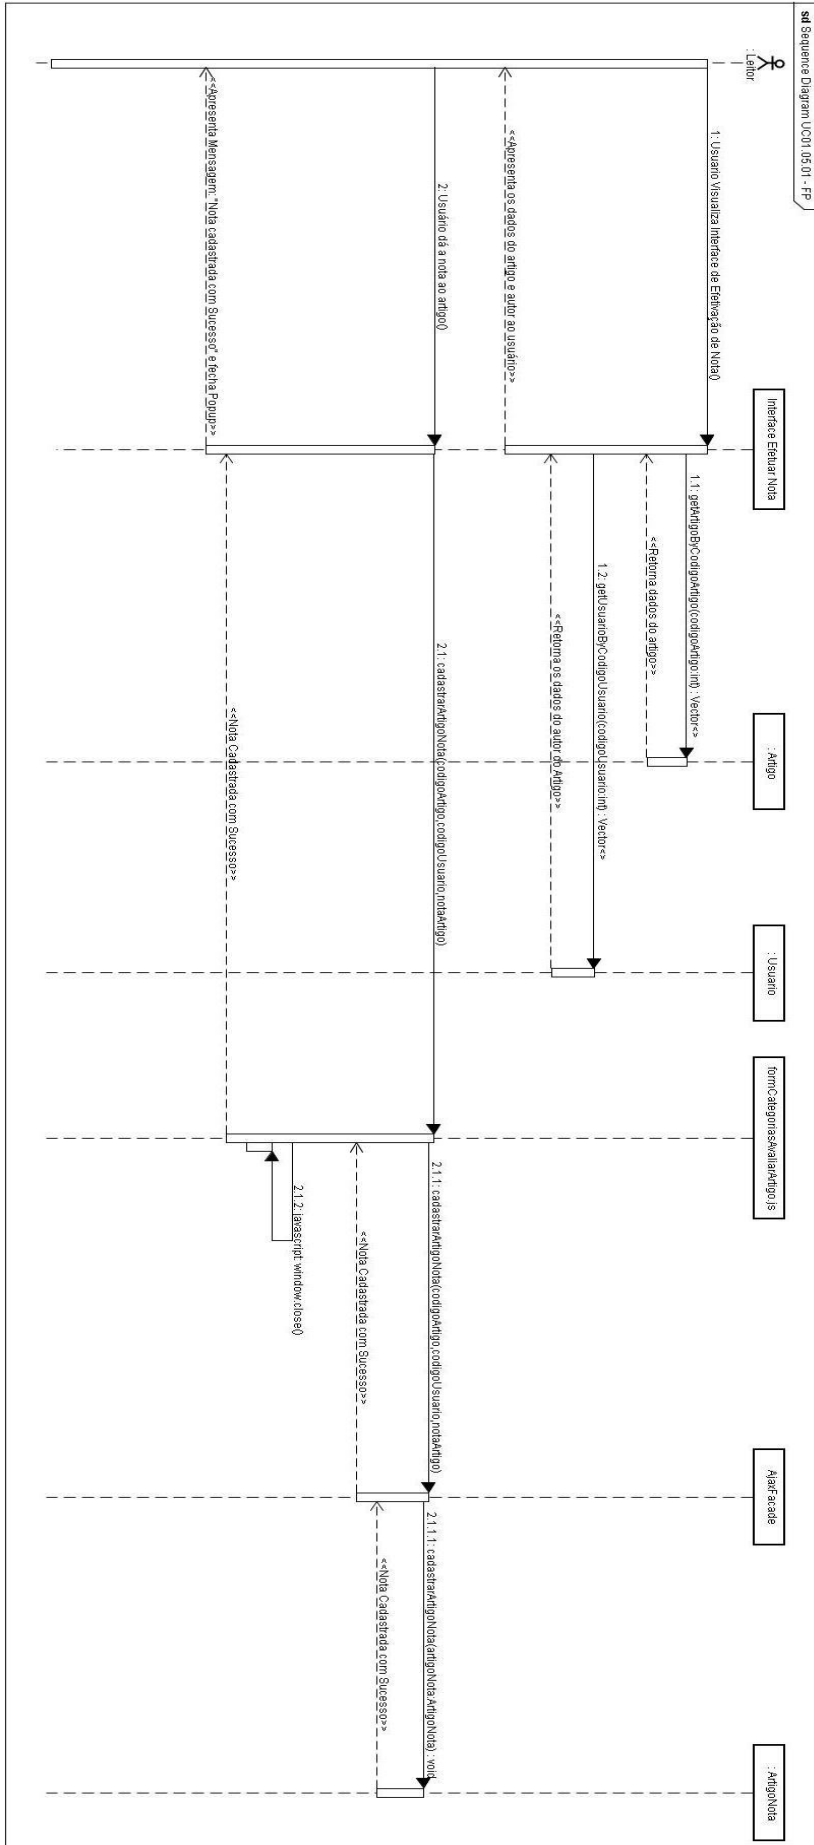 sd Sequence Diagram UC01.05.01 - FP
: Leitor
Interface Efetuar Nota
: Artigo
: Usuario
formCategoriasAvaliarArtigo.js
AjaxFacade
: ArtigoNota
1: Usuario Visualiza Interface de Efetivação de Nota()
1.1: getArtigoByCodigoArtigo(codigoArtigo:int) : Vector<>
<<Retorna dados do artigo>>
1.2: getUsuarioByCodigoUsuario(codigoUsuario:int) : Vector<>
<<Retorna os dados do autor do Artigo>>
<<Apresenta os dados do artigo e autor ao usuário>>
2: Usuário dá a nota ao artigo()
2.1: cadastrarArtigoNota(codigoArtigo,codigoUsuario,notaArtigo)
2.1.1: cadastrarArtigoNota(codigoArtigo,codigoUsuario,notaArtigo)
2.1.1.1: cadastrarArtigoNota(artigoNota:ArtigoNota) : void
<<Nota Cadastrada com Sucesso>>
<<Nota Cadastrada com Sucesso>>
2.1.2: javascript: window.close()
<<Nota Cadastrada com Sucesso>>
<<Apresenta Mensagem: "Nota cadastrada com Sucesso" e fecha Popup>>